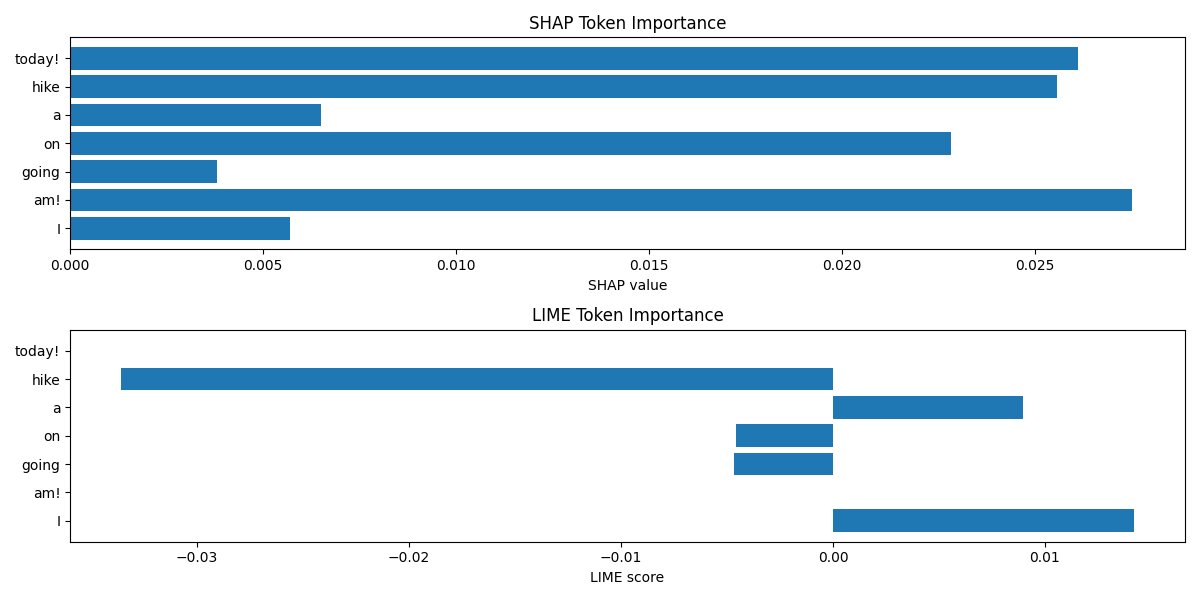 SHAP Token Importance
today!
hike
a
on
going
am!
I
0.000 0.005 0.010 0.015 0.020 0.025
SHAP value
LIME Token Importance
today!
hike
a
on
going
am!
I
−0.03 −0.02 −0.01 0.00 0.01
LIME score